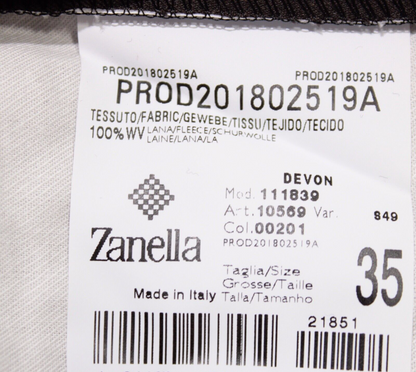 PROD201802519A PROD201802519A
PROD201802519A
TESSUTO/FABRIC/GEWEBE/TISSU/TEJIDO/TECIDO
100%WV LANA/FLEECE/SCHURWOLLE
LAINE/LANA/LA
DEVON
Mod. 111839
Art. 10569 Var. S49
Col. 00201
PROD201802519A
Zanella
35
Taglia/Size
Grosse/Taille
Made in Italy Talla/Tamanho
21851